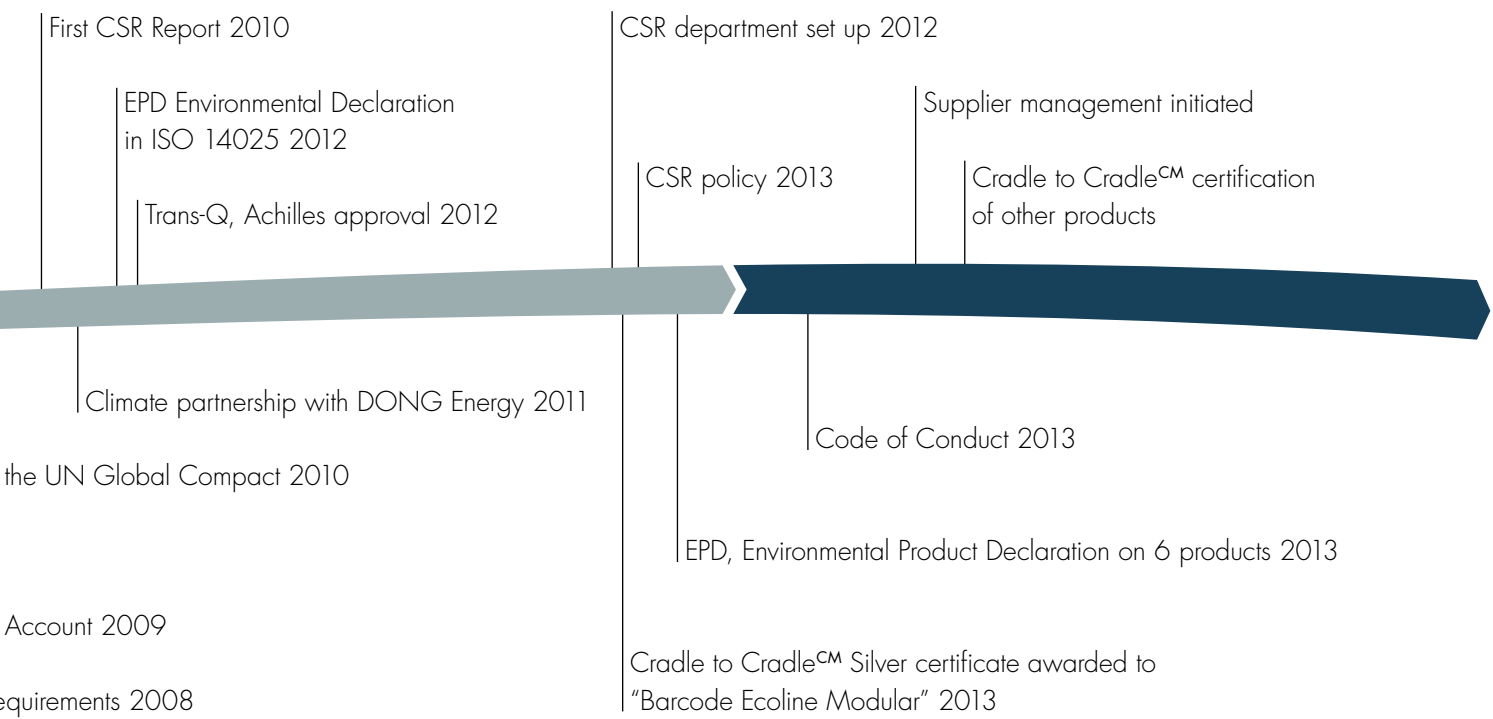 First CSR Report 2010
CSR department set up 2012
EPD Environmental Declaration
in ISO 14025 2012
Supplier management initiated
CSR policy 2013
Cradle to Cradleᶜᴹ certification
of other products
Trans-Q, Achilles approval 2012
Climate partnership with DONG Energy 2011
Code of Conduct 2013
the UN Global Compact 2010
EPD, Environmental Product Declaration on 6 products 2013
Account 2009
Cradle to Cradleᶜᴹ Silver certificate awarded to
“Barcode Ecoline Modular” 2013
equirements 2008